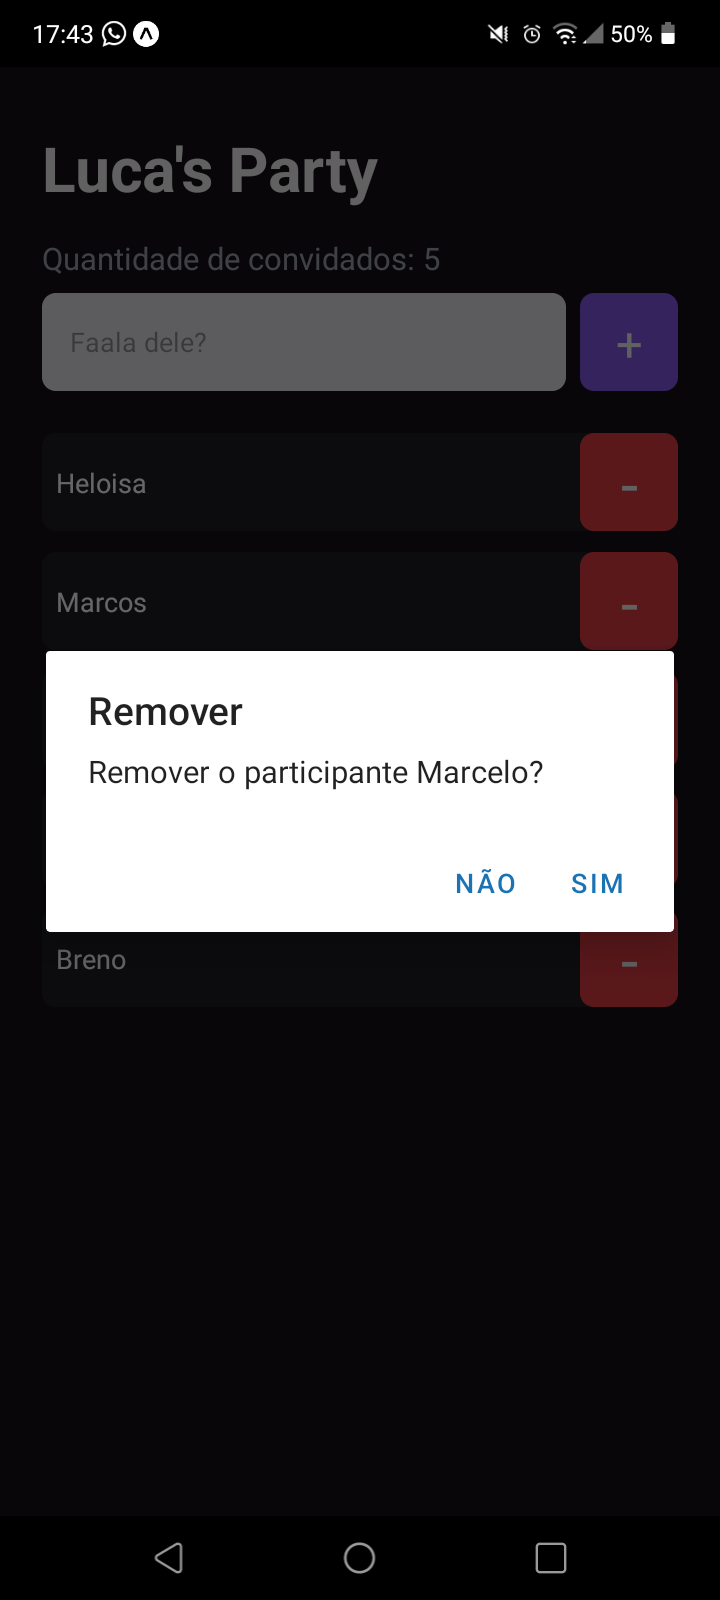 17:43 50%
Luca's Party
Quantidade de convidados: 5
Faala dele?
+
Heloisa
-
Marcos
-
Remover
Remover o participante Marcelo?
NÃO SIM
Breno
-